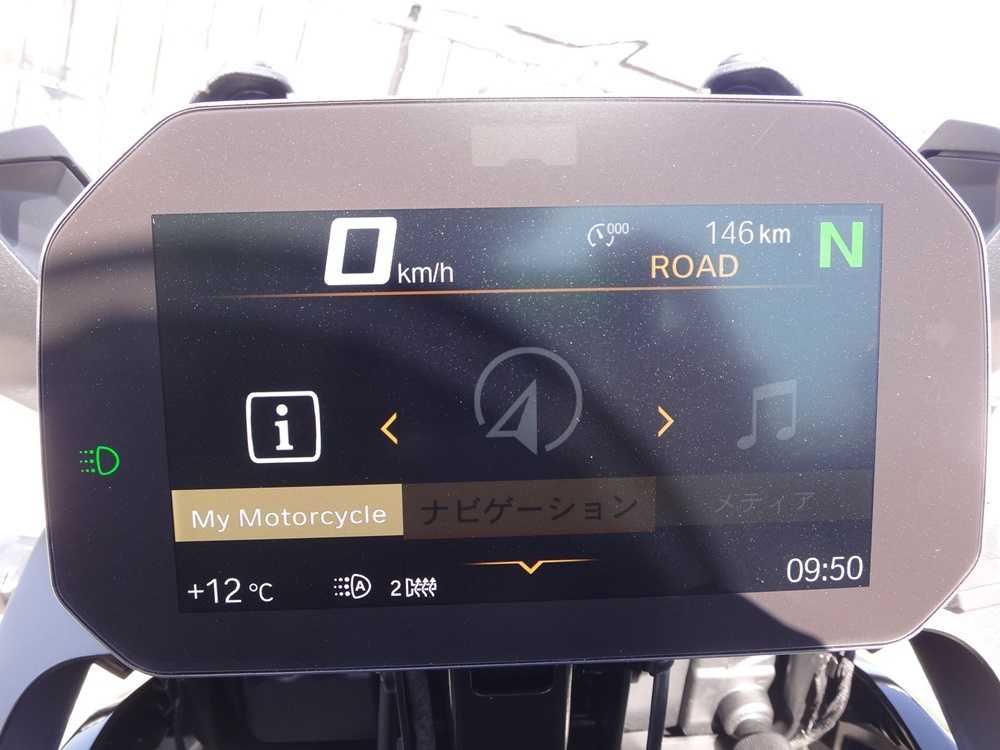 0 km/h
000
146 km
N
ROAD
i
My Motorcycle
ナビゲーション
メディア
+12 °C
A
2
09:50